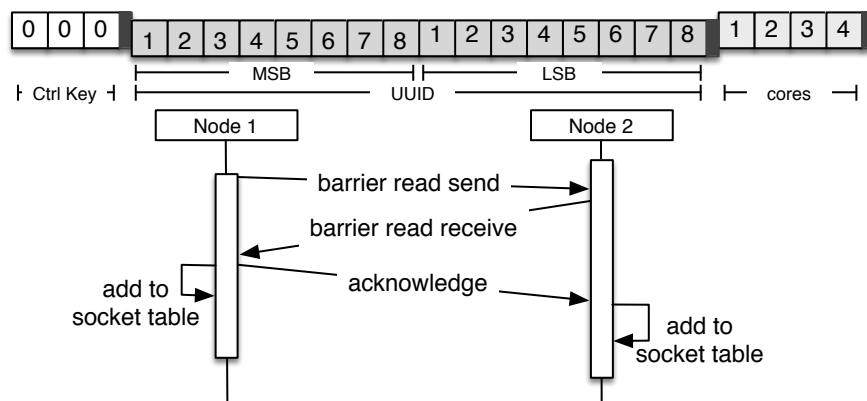 0 0 0 1 2 3 4 5 6 7 8 1 2 3 4 5 6 7 8 1 2 3 4
MSB LSB
Ctrl Key UUID cores
Node 1 Node 2
barrier read send
barrier read receive
acknowledge
add to
socket table
add to
socket table